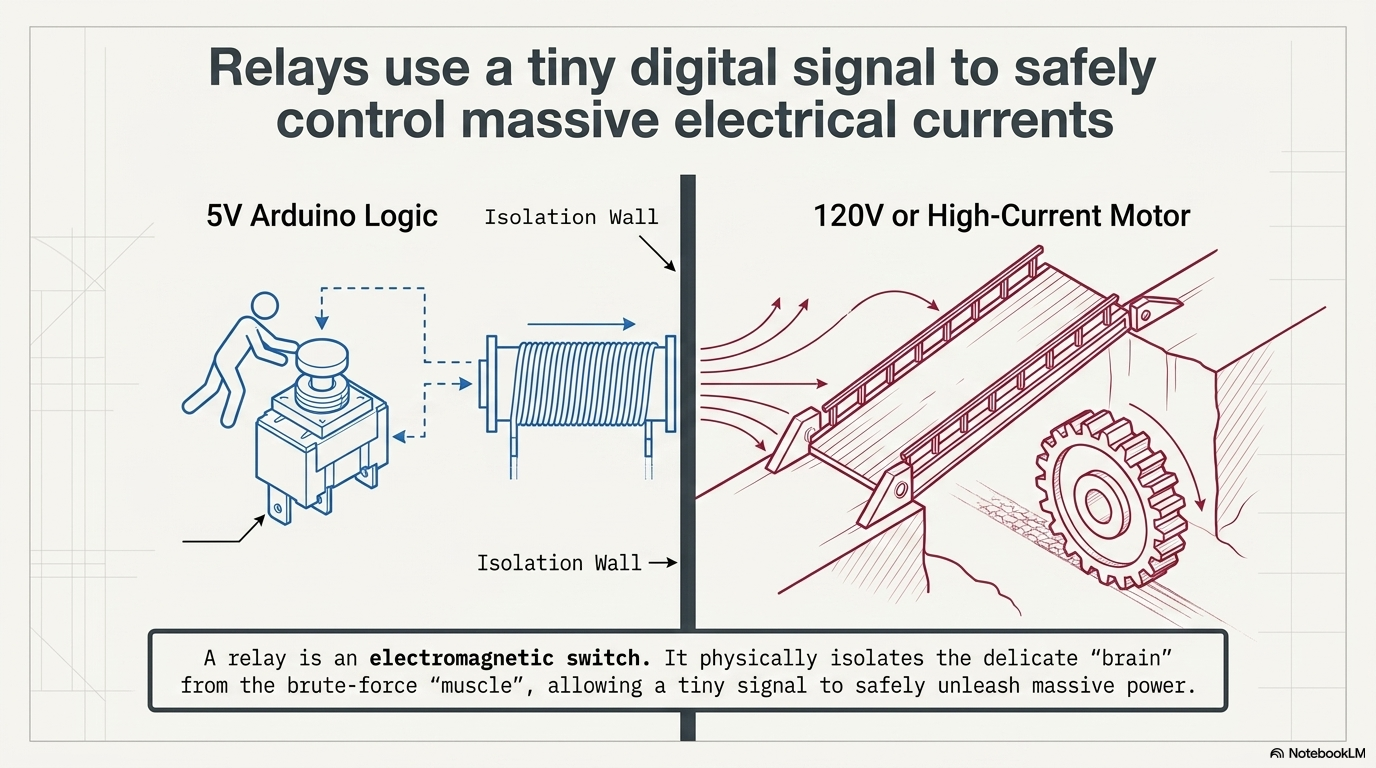 Relays use a tiny digital signal to safely
control massive electrical currents
5V Arduino Logic
Isolation Wall
120V or High-Current Motor
Isolation Wall
A relay is an electromagnetic switch. It physically isolates the delicate “brain”
from the brute-force “muscle”, allowing a tiny signal to safely unleash massive power.
NotebookLM